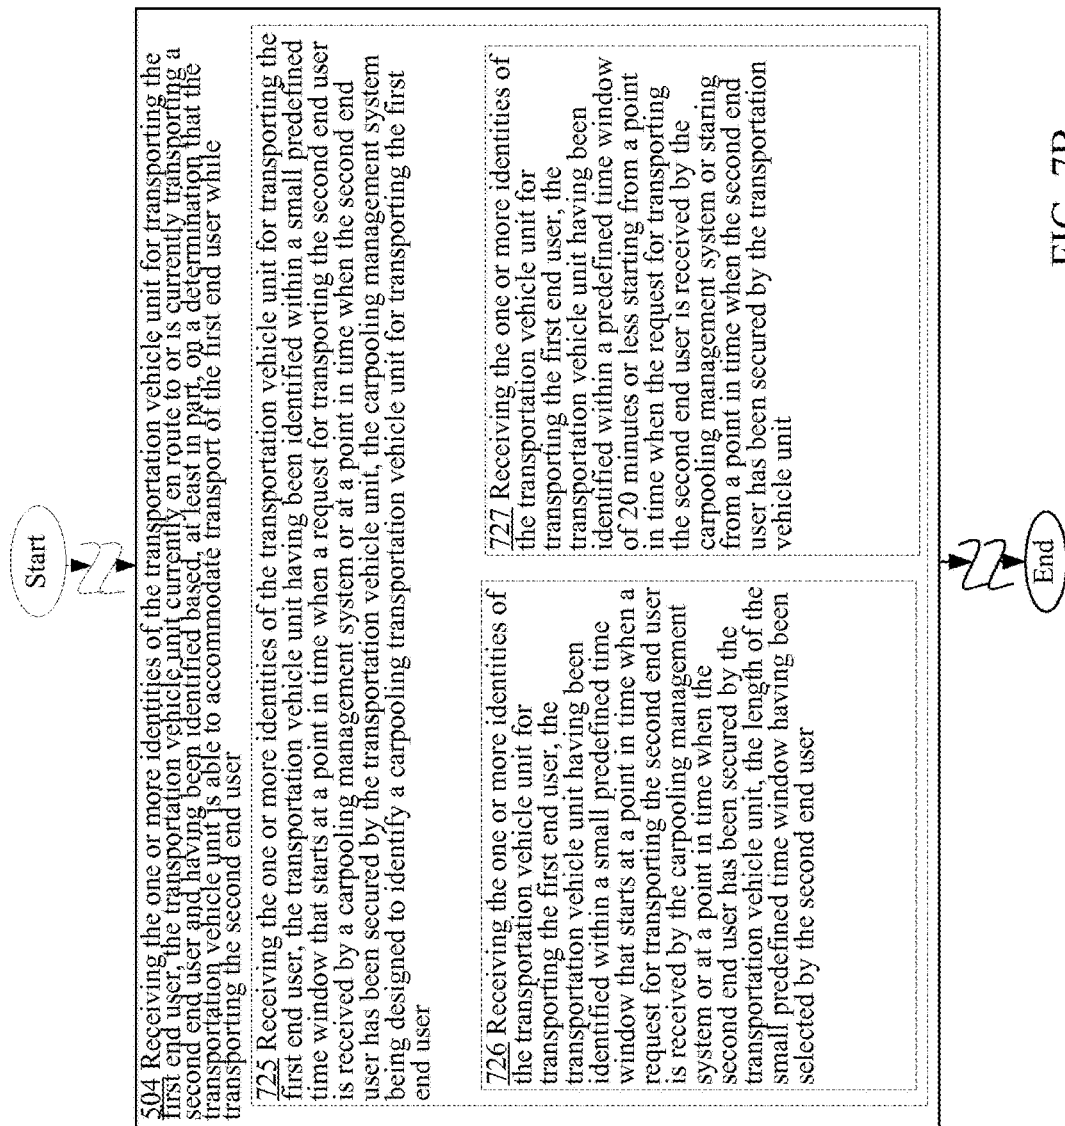 Start
504 Receiving the one or more identities of the transportation vehicle unit for transporting the
first end user, the transportation vehicle unit currently en route to or is currently transporting a
second end user and having been identified based, at least in part, on a determination that the
transportation vehicle unit is able to accommodate transport of the first end user while
transporting the second end user
725 Receiving the one or more identities of the transportation vehicle unit for transporting the
first end user, the transportation vehicle unit having been identified within a small predefined
time window that starts at a point in time when a request for transporting the second end user
is received by a carpooling management system or at a point in time when the second end
user has been secured by the transportation vehicle unit, the carpooling management system
being designed to identify a carpooling transportation vehicle unit for transporting the first
end user
726 Receiving the one or more identities of
the transportation vehicle unit for
transporting the first end user, the
transportation vehicle unit having been
identified within a small predefined time
window that starts at a point in time when a
request for transporting the second end user
is received by the carpooling management
system or at a point in time when the
second end user has been secured by the
transportation vehicle unit, the length of the
small predefined time window having been
selected by the second end user
727 Receiving the one or more identities of
the transportation vehicle unit for
transporting the first end user, the
transportation vehicle unit having been
identified within a predefined time window
of 20 minutes or less starting from a point
in time when the request for transporting
the second end user is received by the
carpooling management system or staring
from a point in time when the second end
user has been secured by the transportation
vehicle unit
End